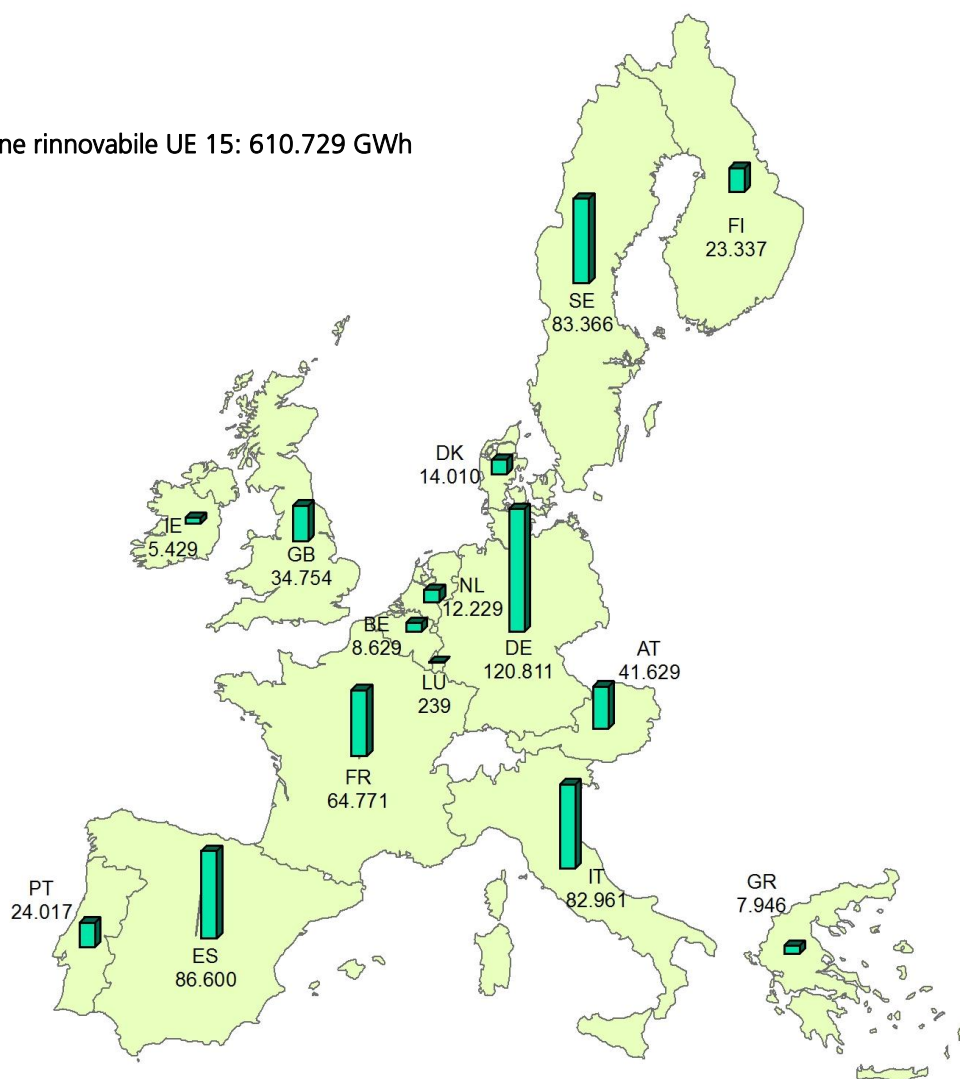 ne rinnovabile UE 15: 610.729 GWh
FI
23.337
SE
83.366
DK
14.010
IE
5.429
GB
34.754
NL
12.229
BE
8.629
DE
120.811
AT
41.629
LU
239
FR
64.771
IT
82.961
PT
24.017
ES
86.600
GR
7.946